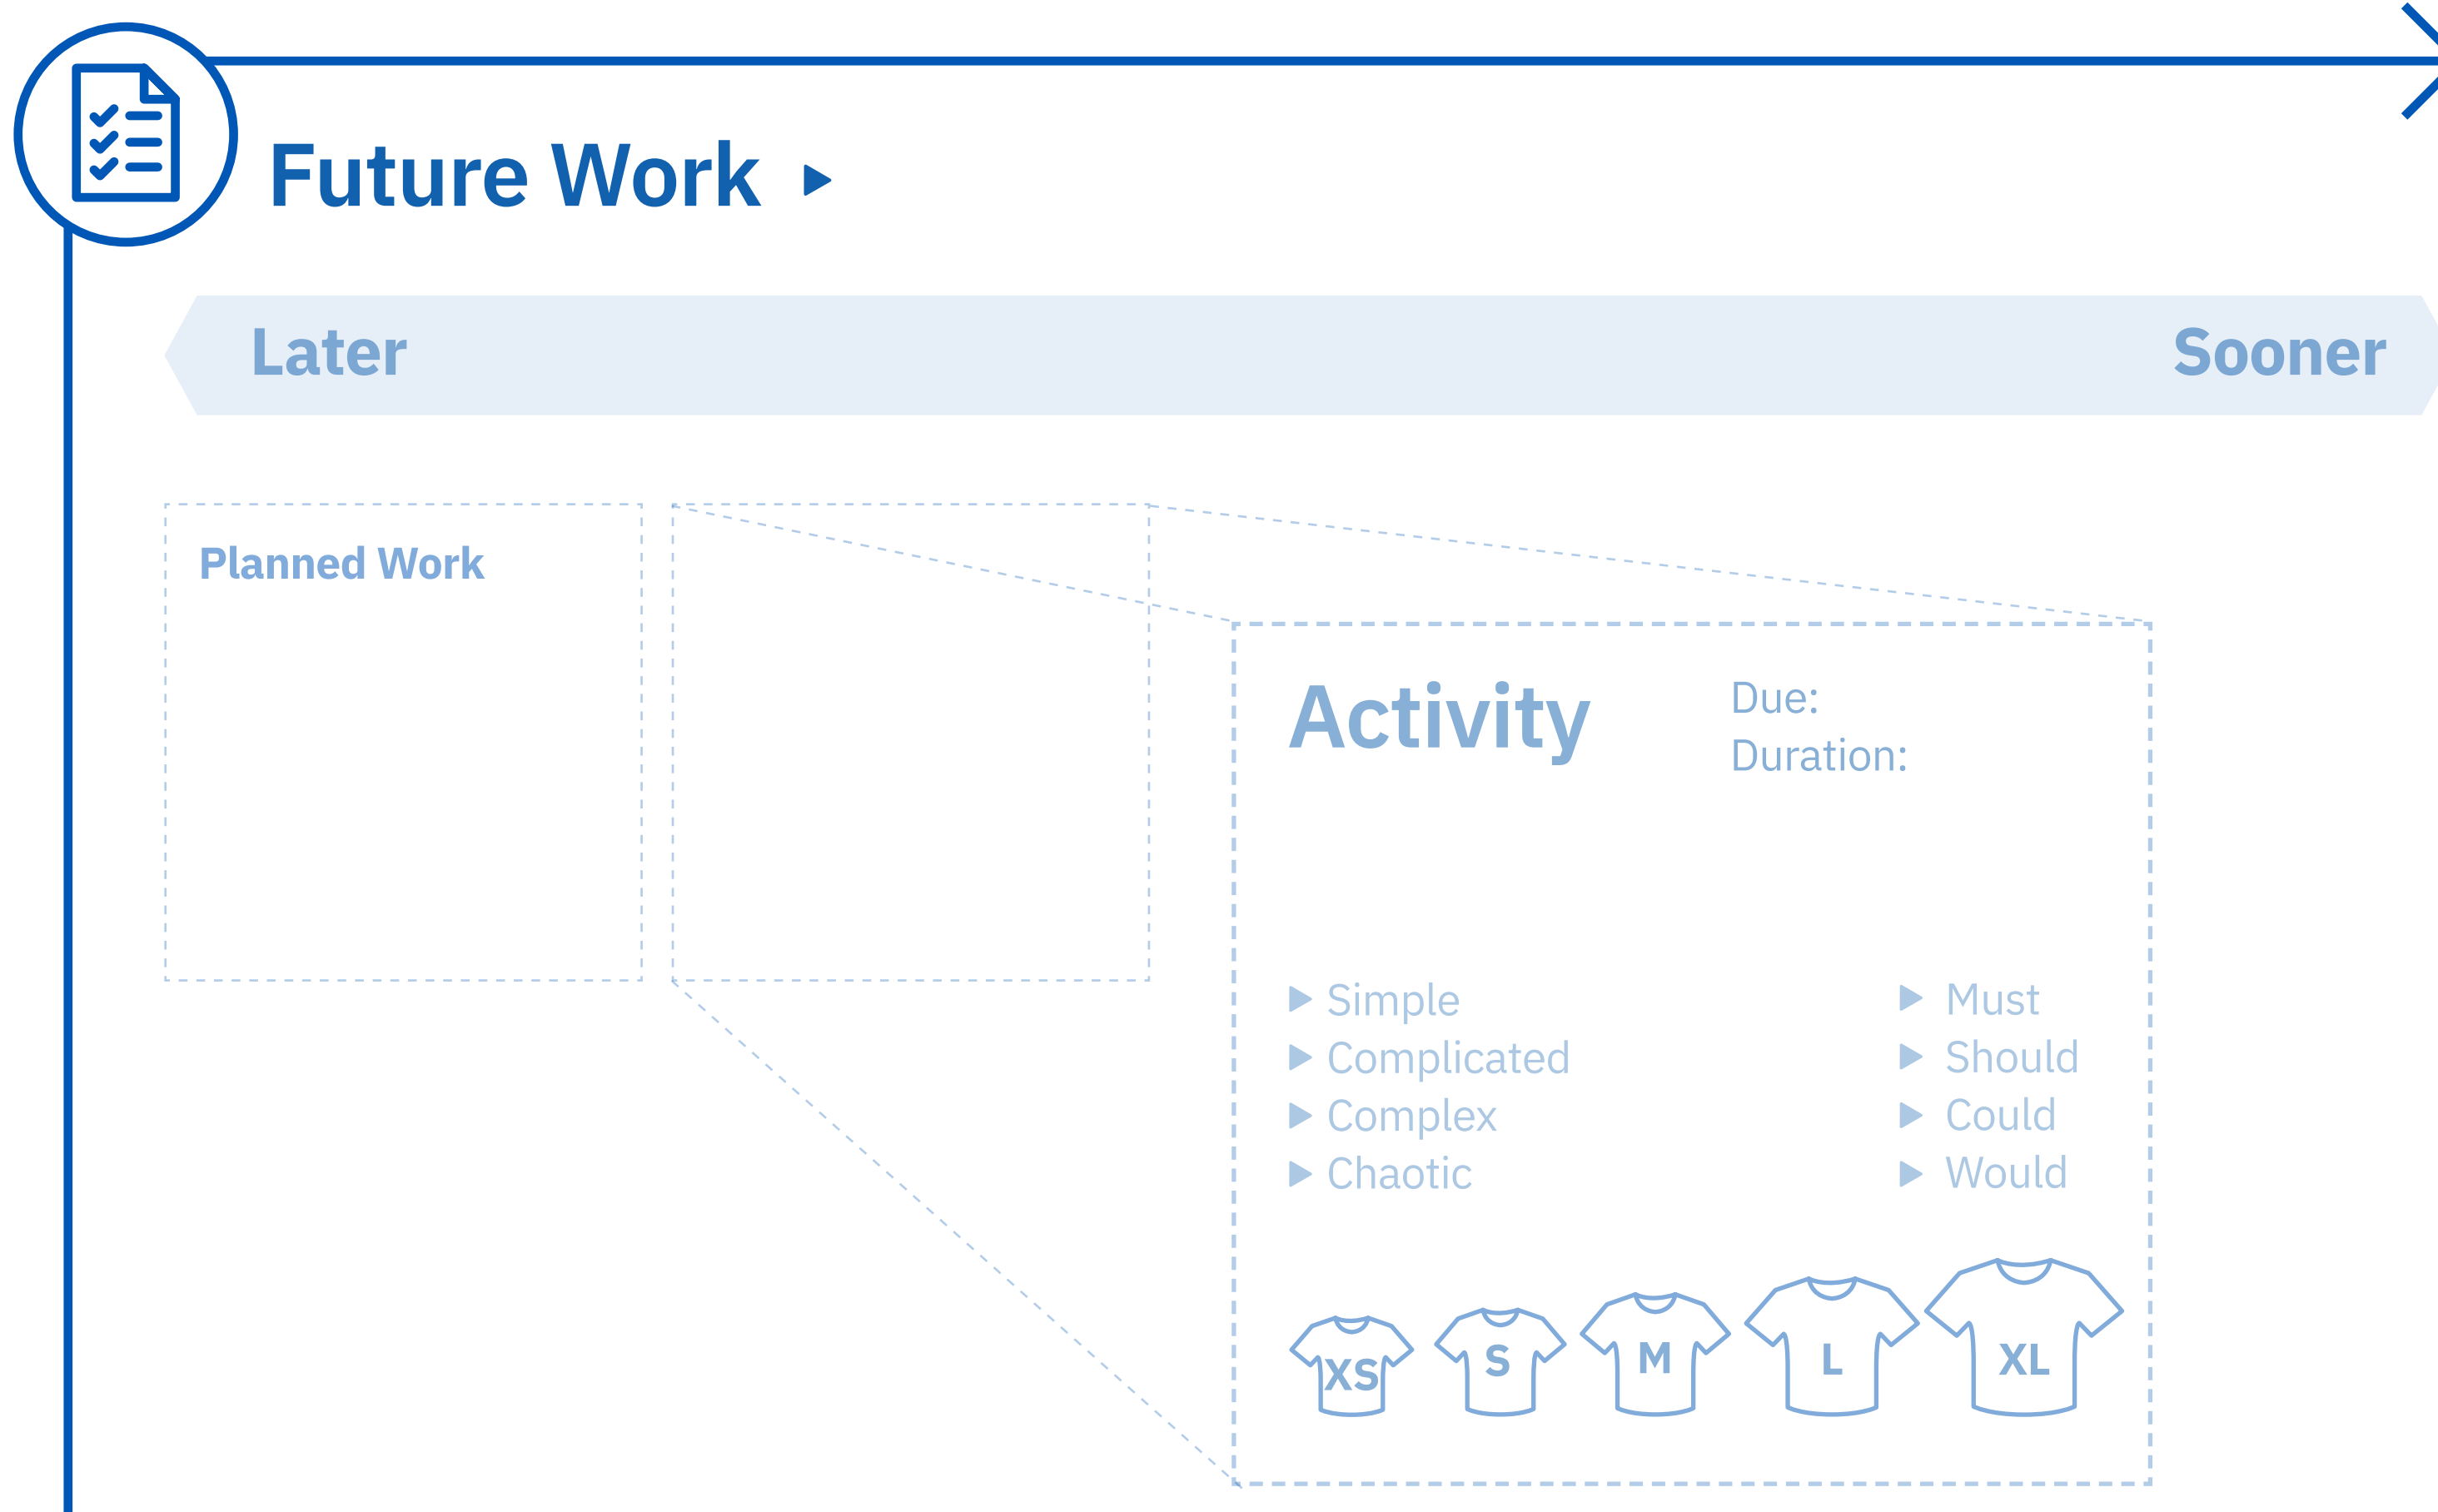 Future Work
Later
Sooner
Planned Work
Activity
Due:
Duration:
Simple
Complicated
Complex
Chaotic
Must
Should
Could
Would
XS
S
M
L
XL